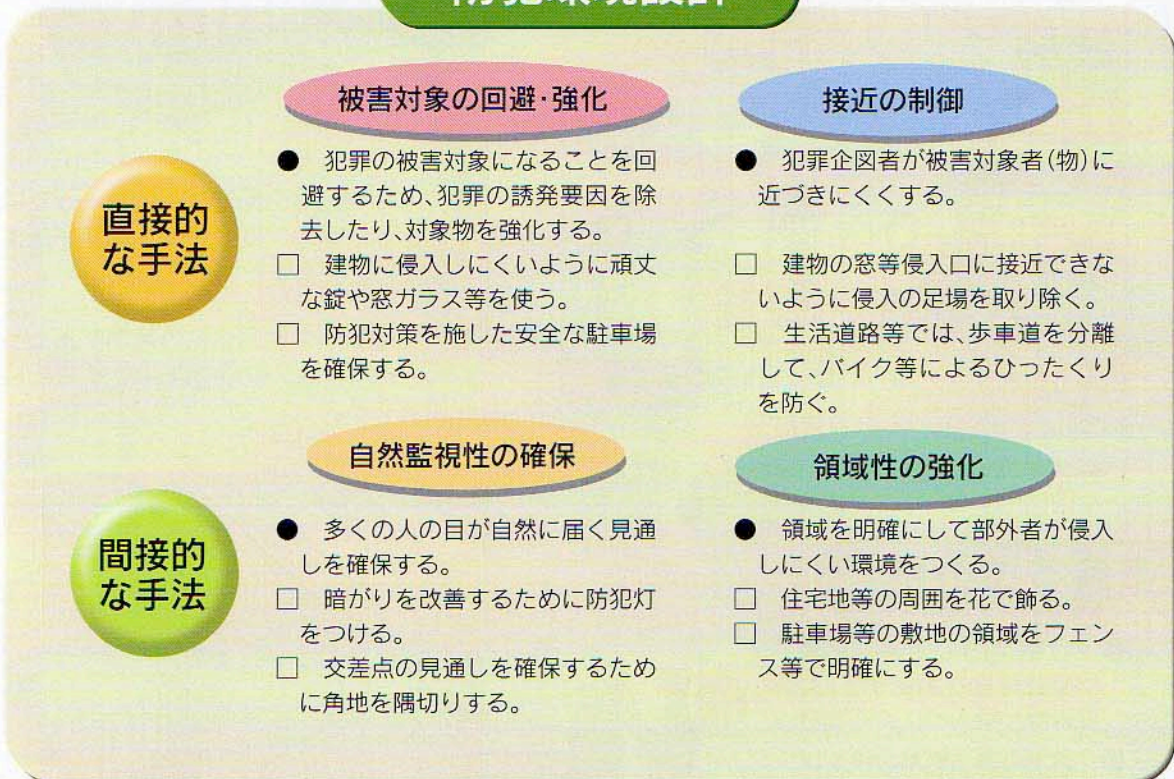 防犯環境設計
直接的
な手法
被害対象の回避・強化
● 犯罪の被害対象になることを回
避するため、犯罪の誘発要因を除
去したり、対象物を強化する。
□ 建物に侵入しにくいように頑丈
な錠や窓ガラス等を使う。
□ 防犯対策を施した安全な駐車場
を確保する。
接近の制御
● 犯罪企図者が被害対象者(物)に
近づきにくくする。
□ 建物の窓等侵入口に接近できな
いように侵入の足場を取り除く。
□ 生活道路等では、歩車道を分離
して、バイク等によるひったくり
を防ぐ。
間接的
な手法
自然監視性の確保
● 多くの人の目が自然に届く見通
しを確保する。
□ 暗がりを改善するために防犯灯
をつける。
□ 交差点の見通しを確保するため
に角地を隅切りする。
領域性の強化
● 領域を明確にして部外者が侵入
しにくい環境をつくる。
□ 住宅地等の周囲を花で飾る。
□ 駐車場等の敷地の領域をフェン
ス等で明確にする。